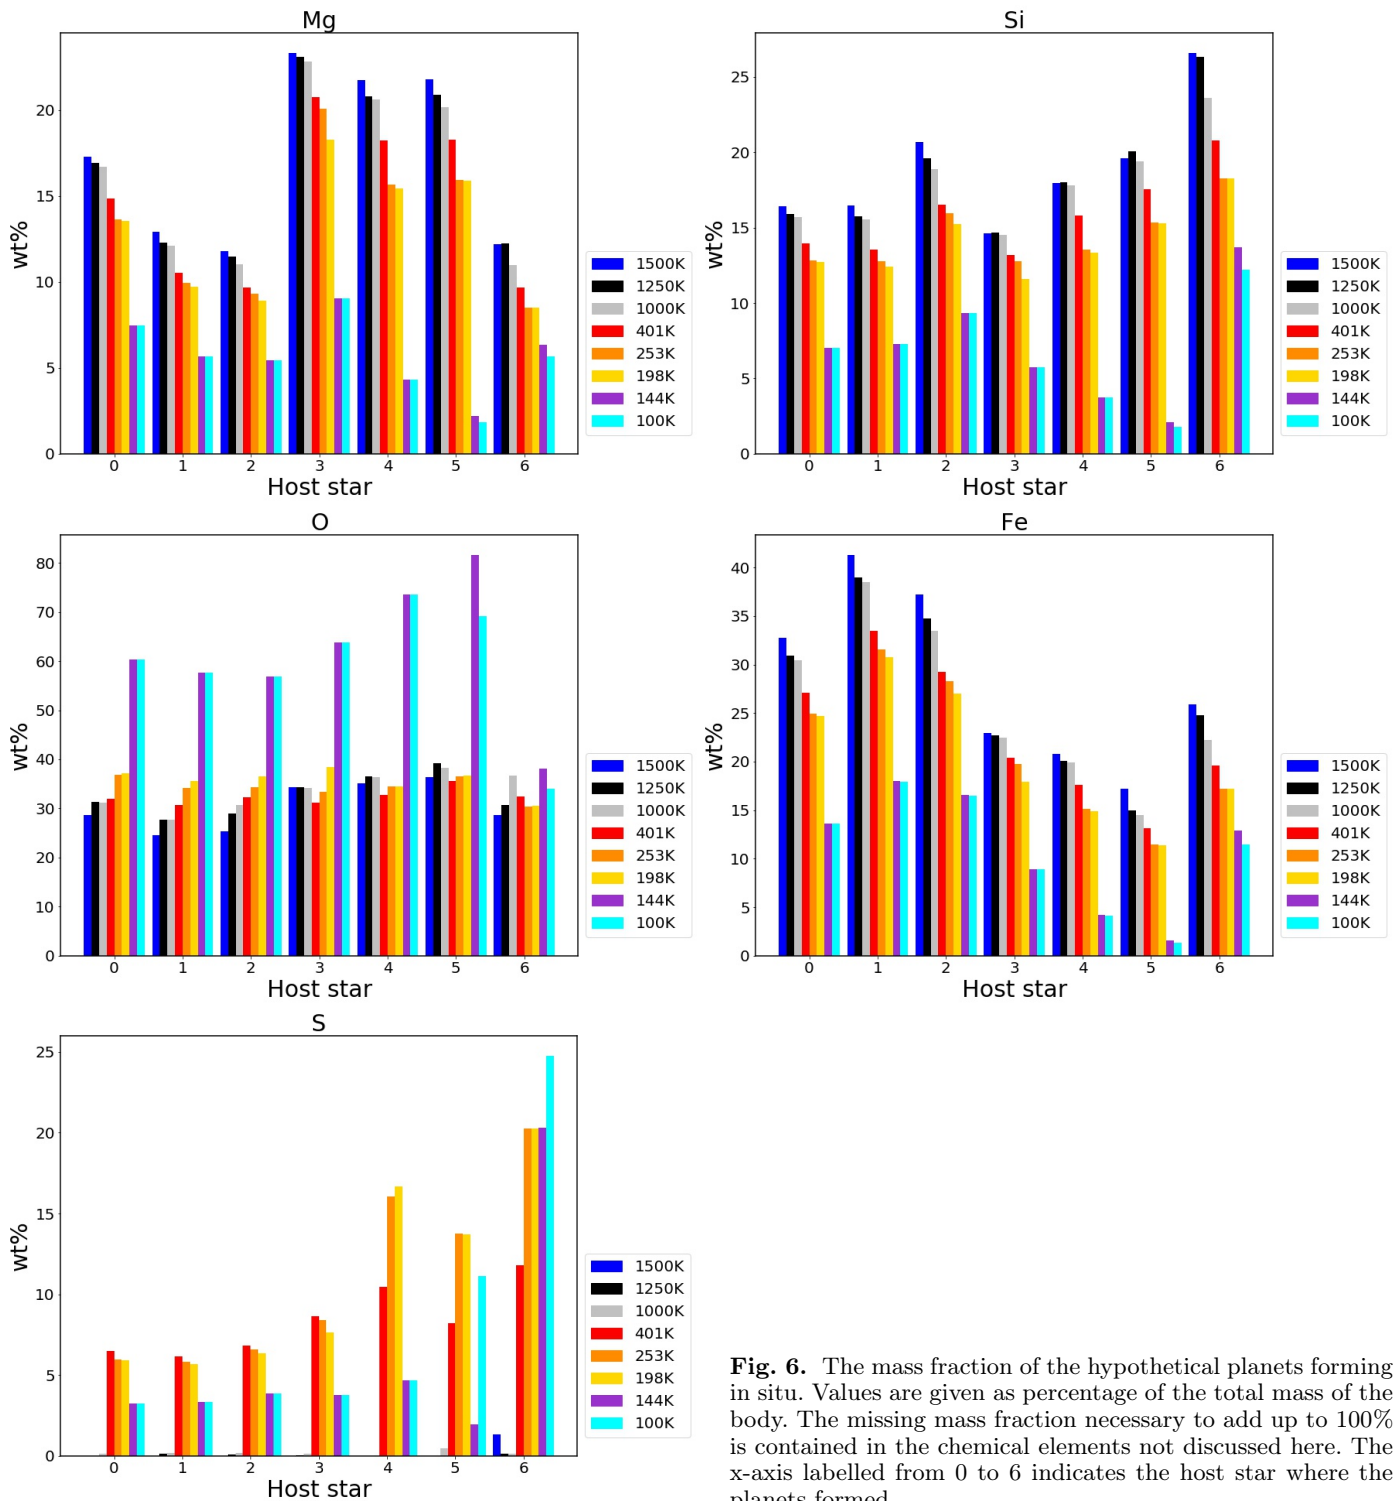 Mg
20
15
10
5
0
wt%
0 1 2 3 4 5 6
Host star
1500K
1250K
1000K
401K
253K
198K
144K
100K
Si
25
20
15
10
5
0
wt%
0 1 2 3 4 5 6
Host star
1500K
1250K
1000K
401K
253K
198K
144K
100K
O
80
70
60
50
40
30
20
10
0
wt%
0 1 2 3 4 5 6
Host star
1500K
1250K
1000K
401K
253K
198K
144K
100K
Fe
40
35
30
25
20
15
10
5
0
wt%
0 1 2 3 4 5 6
Host star
1500K
1250K
1000K
401K
253K
198K
144K
100K
S
25
20
15
10
5
0
wt%
0 1 2 3 4 5 6
Host star
1500K
1250K
1000K
401K
253K
198K
144K
100K
Fig. 6. The mass fraction of the hypothetical planets forming
in situ. Values are given as percentage of the total mass of the
body. The missing mass fraction necessary to add up to 100%
is contained in the chemical elements not discussed here. The
x-axis labelled from 0 to 6 indicates the host star where the
planets formed